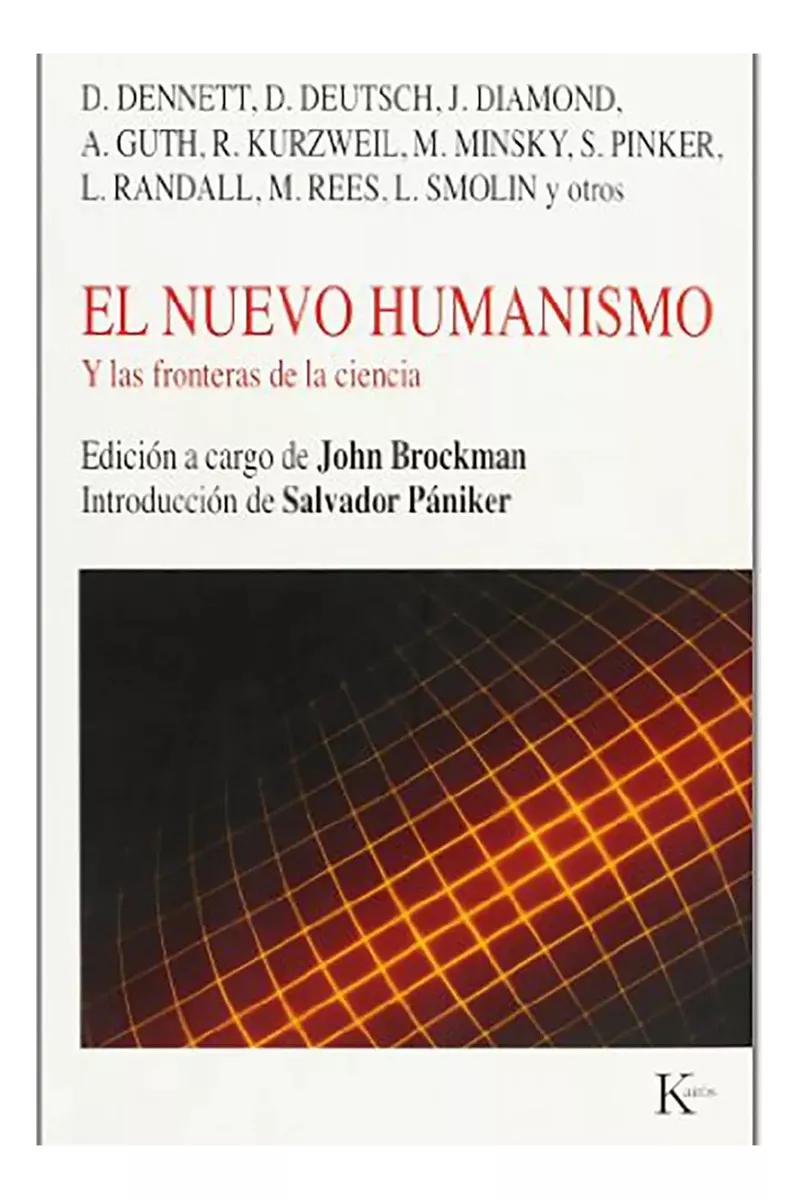 D. DENNETT, D. DEUTSCH, J. DIAMOND,
A. GUTH, R. KURZWEIL, M. MINSKY, S. PINKER,
L. RANDALL, M. REES, L. SMOLIN y otros
EL NUEVO HUMANISMO
Y las fronteras de la ciencia
Edición a cargo de John Brockman
Introducción de Salvador Pániker
Kairós